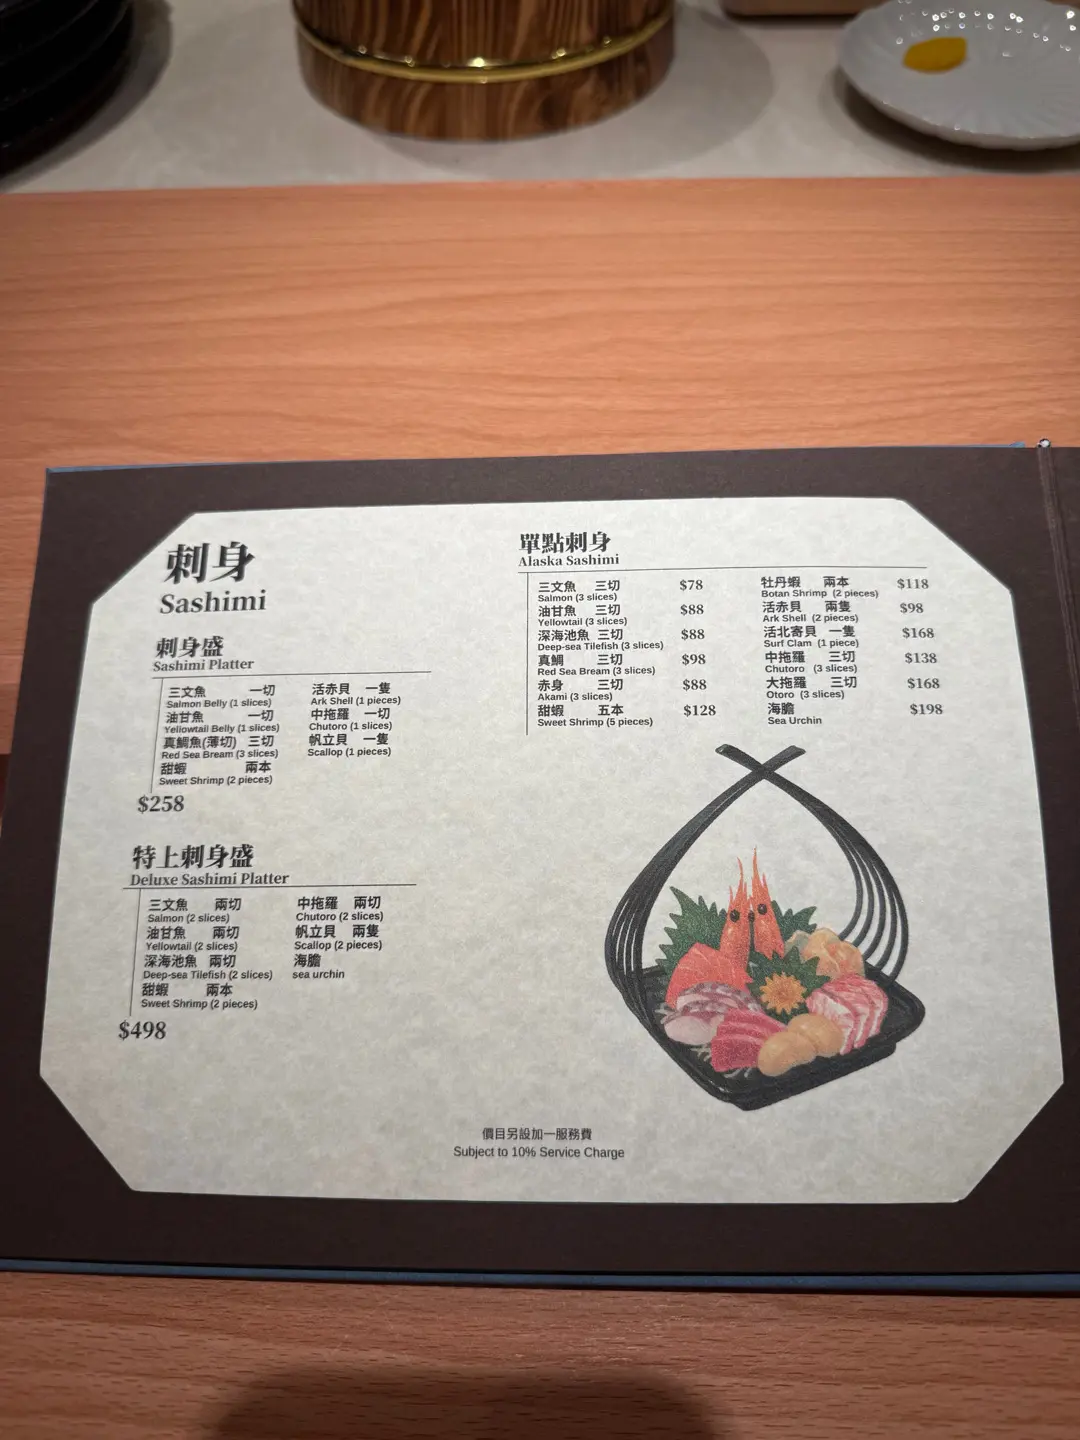 刺身
Sashimi
刺身盛
Sashimi Platter
三文魚 一切
Salmon Belly (1 slices)
油甘魚 一切
Yellowtail Belly (1 slices)
真鯛魚(薄切) 三切
Red Sea Bream (3 slices)
甜蝦 兩本
Sweet Shrimp (2 pieces)
活赤貝 一隻
Ark Shell (1 pieces)
中拖羅 一切
Chutoro (1 slices)
帆立貝 一隻
Scallop (1 pieces)
$258
特上刺身盛
Deluxe Sashimi Platter
三文魚 兩切
Salmon (2 slices)
油甘魚 兩切
Yellowtail (2 slices)
深海池魚 兩切
Deep-sea Tilefish (2 slices)
甜蝦 兩本
Sweet Shrimp (2 pieces)
中拖羅 兩切
Chutoro (2 slices)
帆立貝 兩隻
Scallop (2 pieces)
海膽
sea urchin
$498
單點刺身
Alaska Sashimi
三文魚 三切 $78
Salmon (3 slices)
油甘魚 三切 $88
Yellowtail (3 slices)
深海池魚 三切 $88
Deep-sea Tilefish (3 slices)
真鯛 三切 $98
Red Sea Bream (3 slices)
赤身 三切 $88
Akami (3 slices)
甜蝦 五本 $128
Sweet Shrimp (5 pieces)
牡丹蝦 兩本 $118
Botan Shrimp (2 pieces)
活赤貝 兩隻 $98
Ark Shell (2 pieces)
活北寄貝 一隻 $168
Surf Clam (1 piece)
中拖羅 三切 $138
Chutoro (3 slices)
大拖羅 三切 $168
Otoro (3 slices)
海膽 $198
Sea Urchin
價目另設加一服務費
Subject to 10% Service Charge